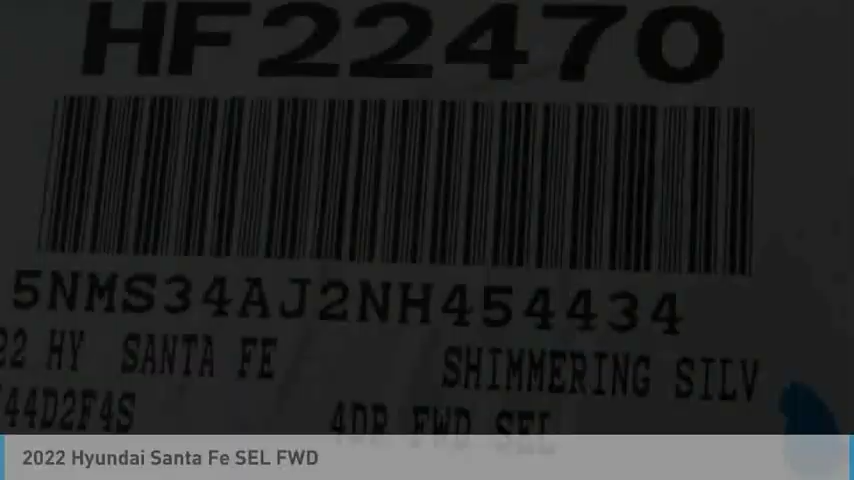 HF22470
5NMS34AJ2NH454434
22 HY SANTA FE SHIMMERING SILV
44D2F4S 4DR FWD SEL
2022 Hyundai Santa Fe SEL FWD